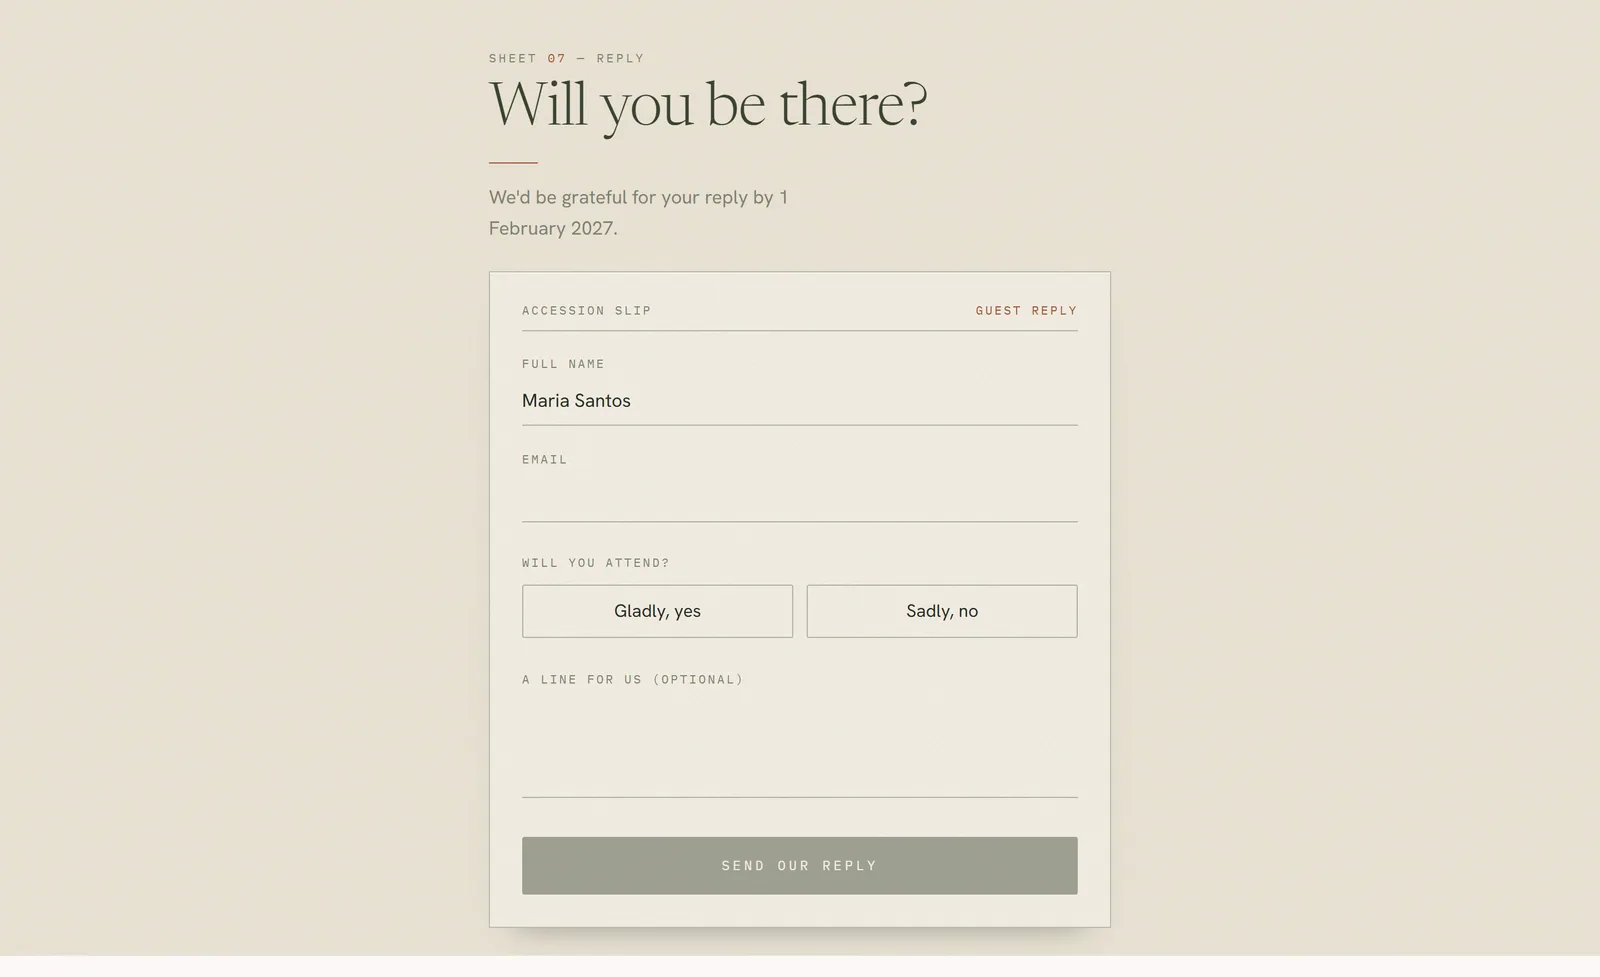 SHEET 07 — REPLY
Will you be there?
We'd be grateful for your reply by 1
February 2027.
ACCESSION SLIP
GUEST REPLY
FULL NAME
Maria Santos
EMAIL
WILL YOU ATTEND?
Gladly, yes
Sadly, no
A LINE FOR US (OPTIONAL)
SEND OUR REPLY